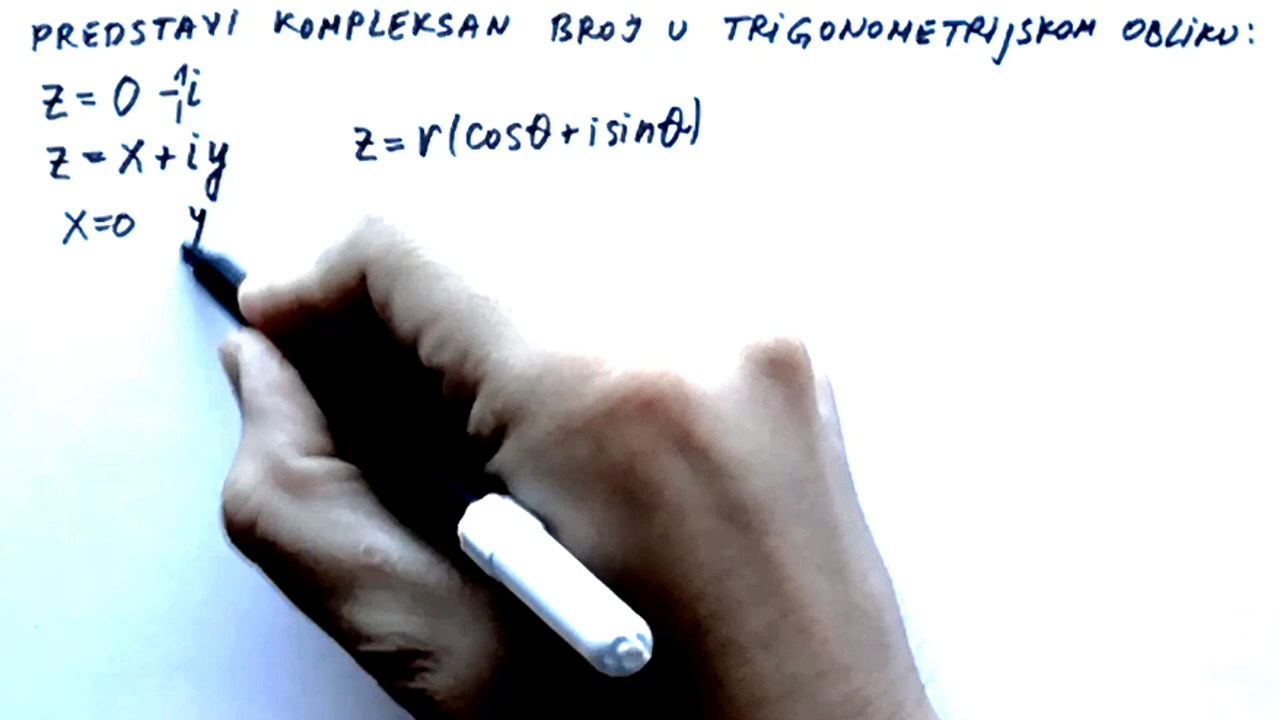 PREDSTAVI KOMPLEKSAN BROJ U TRIGONOMETRIJSKOM OBLIKU:
z = 0 -1i
z = x + iy
z = r(cosθ + i sinθ)
x=0 y